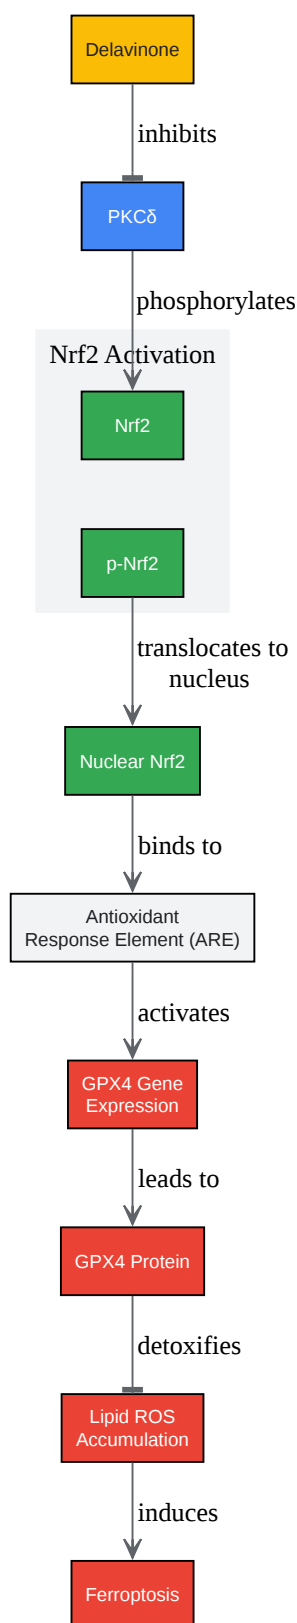 Delavinone
inhibits
PKCδ
phosphorylates
Nrf2 Activation
Nrf2
p-Nrf2
translocates to
nucleus
Nuclear Nrf2
binds to
Antioxidant
Response Element (ARE)
activates
GPX4 Gene
Expression
leads to
GPX4 Protein
detoxifies
Lipid ROS
Accumulation
induces
Ferroptosis